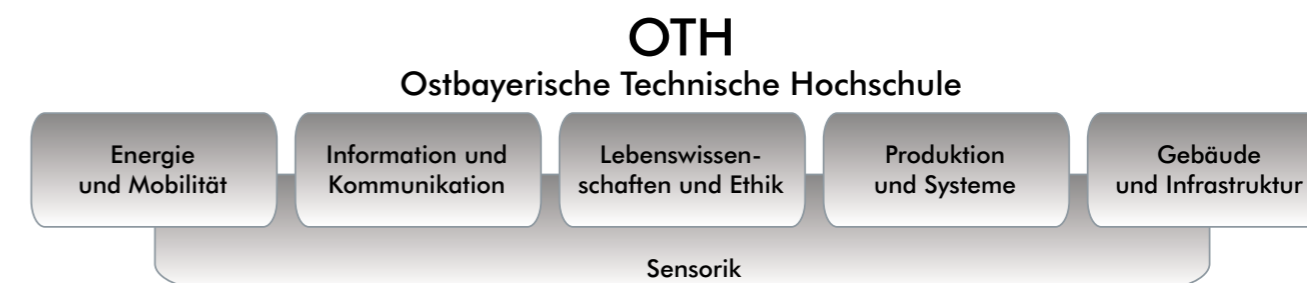 OTH
Ostbayerische Technische Hochschule
Energie
und Mobilität
Information und
Kommunikation
Lebenswissen-
schaften und Ethik
Produktion
und Systeme
Gebäude
und Infrastruktur
Sensorik